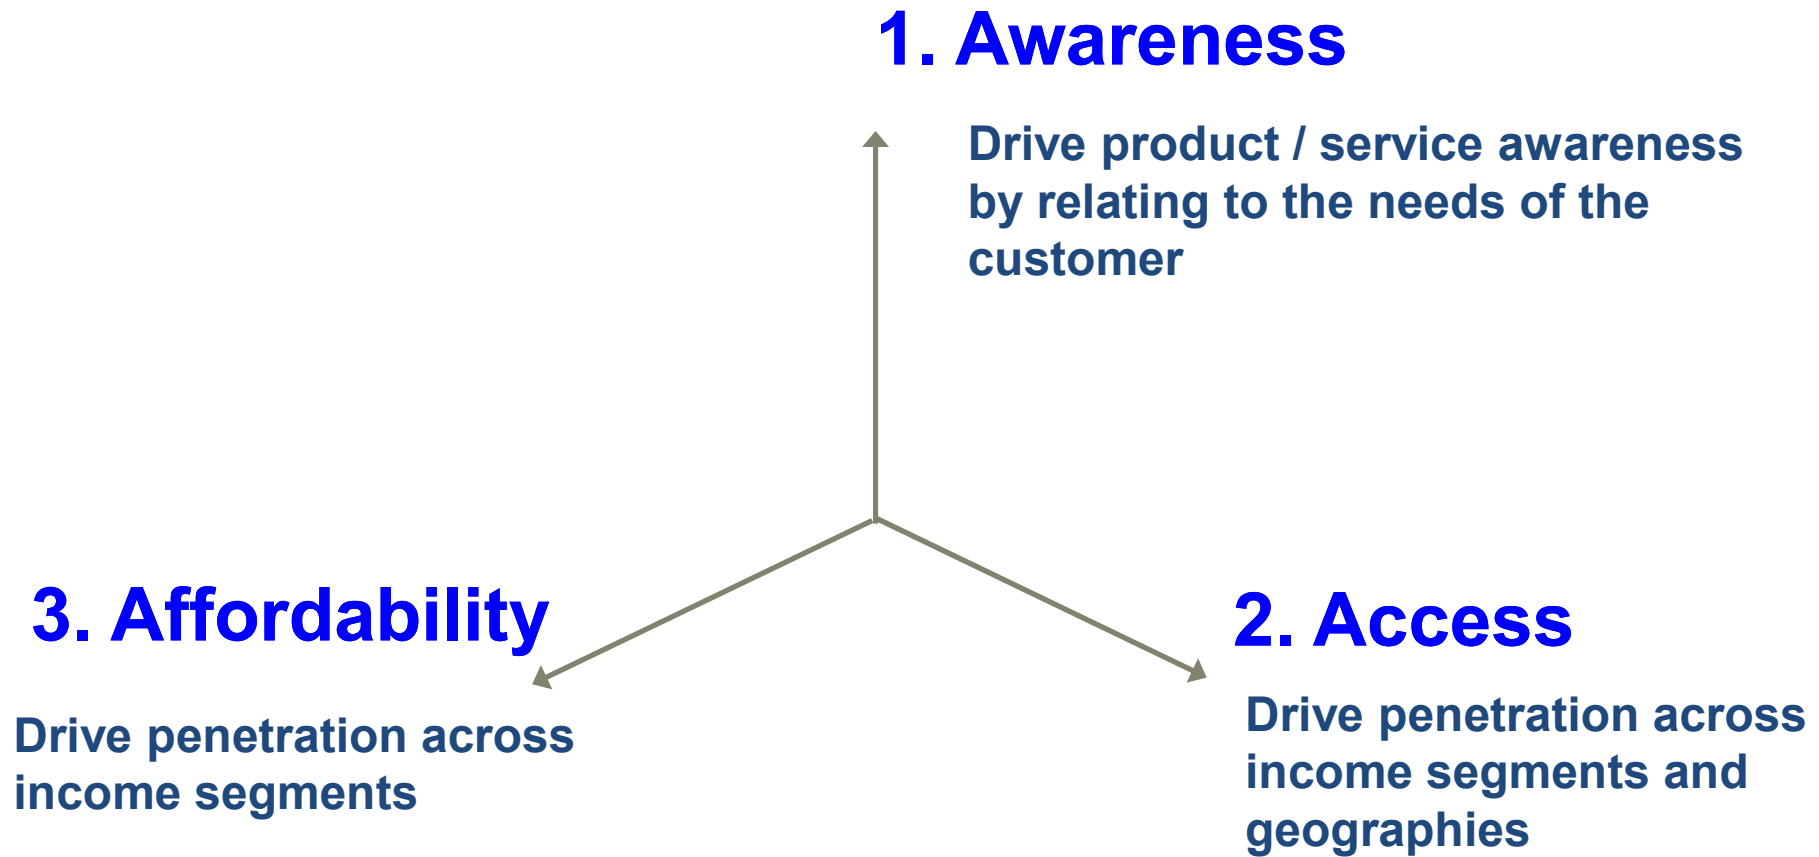 1. Awareness
Drive product / service awareness
by relating to the needs of the
customer
2. Access
Drive penetration across
income segments and
geographies
3. Affordability
Drive penetration across
income segments